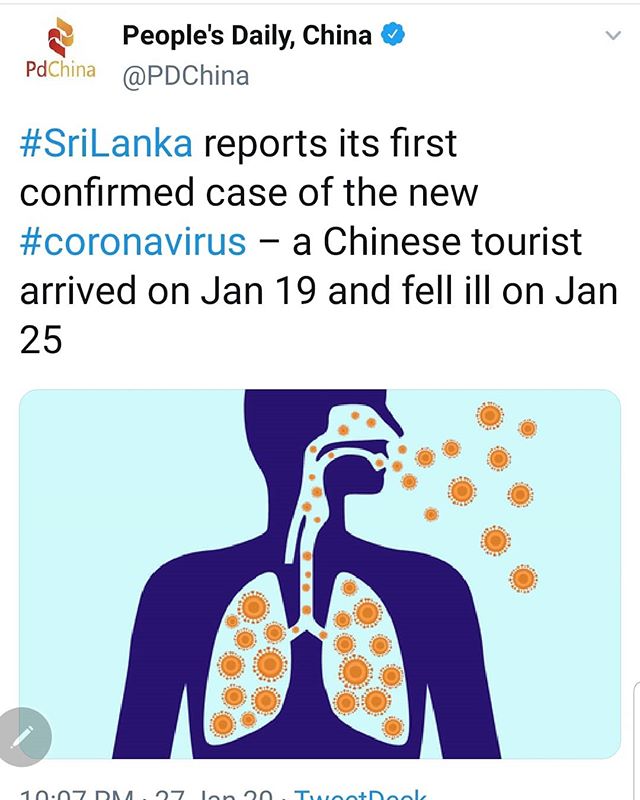 People's Daily, China
PdChina
@PDChina
#SriLanka reports its first
confirmed case of the new
#coronavirus – a Chinese tourist
arrived on Jan 19 and fell ill on Jan
25
10:07 PM · 27 Jan 20 · TweetDeck